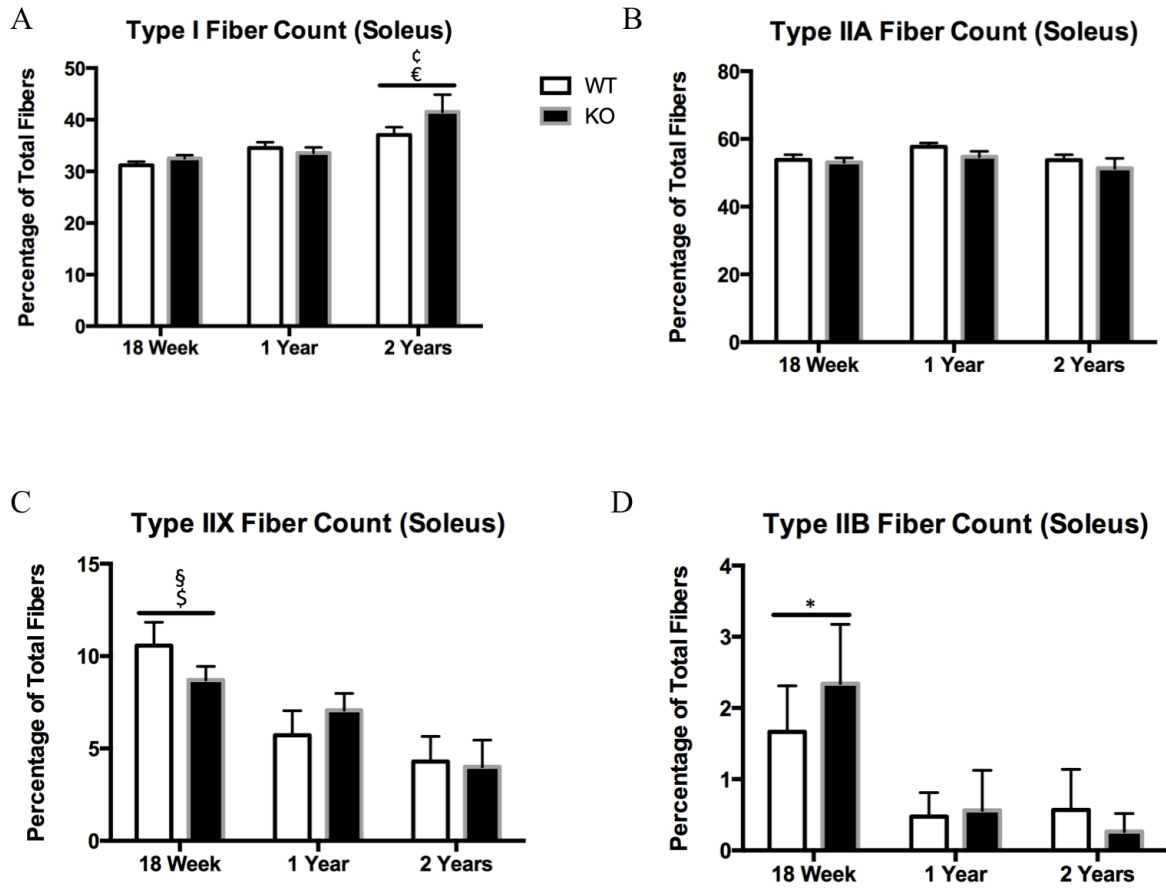 A
Type I Fiber Count (Soleus)
Percentage of Total Fibers
50
40
30
20
10
0
¢
€
18 Week
1 Year
2 Years
WT
KO
B
Type IIA Fiber Count (Soleus)
Percentage of Total Fibers
80
60
40
20
0
18 Week
1 Year
2 Years
C
Type IIX Fiber Count (Soleus)
Percentage of Total Fibers
15
10
5
0
§
$
18 Week
1 Year
2 Years
D
Type IIB Fiber Count (Soleus)
Percentage of Total Fibers
4
3
2
1
0
*
18 Week
1 Year
2 Years